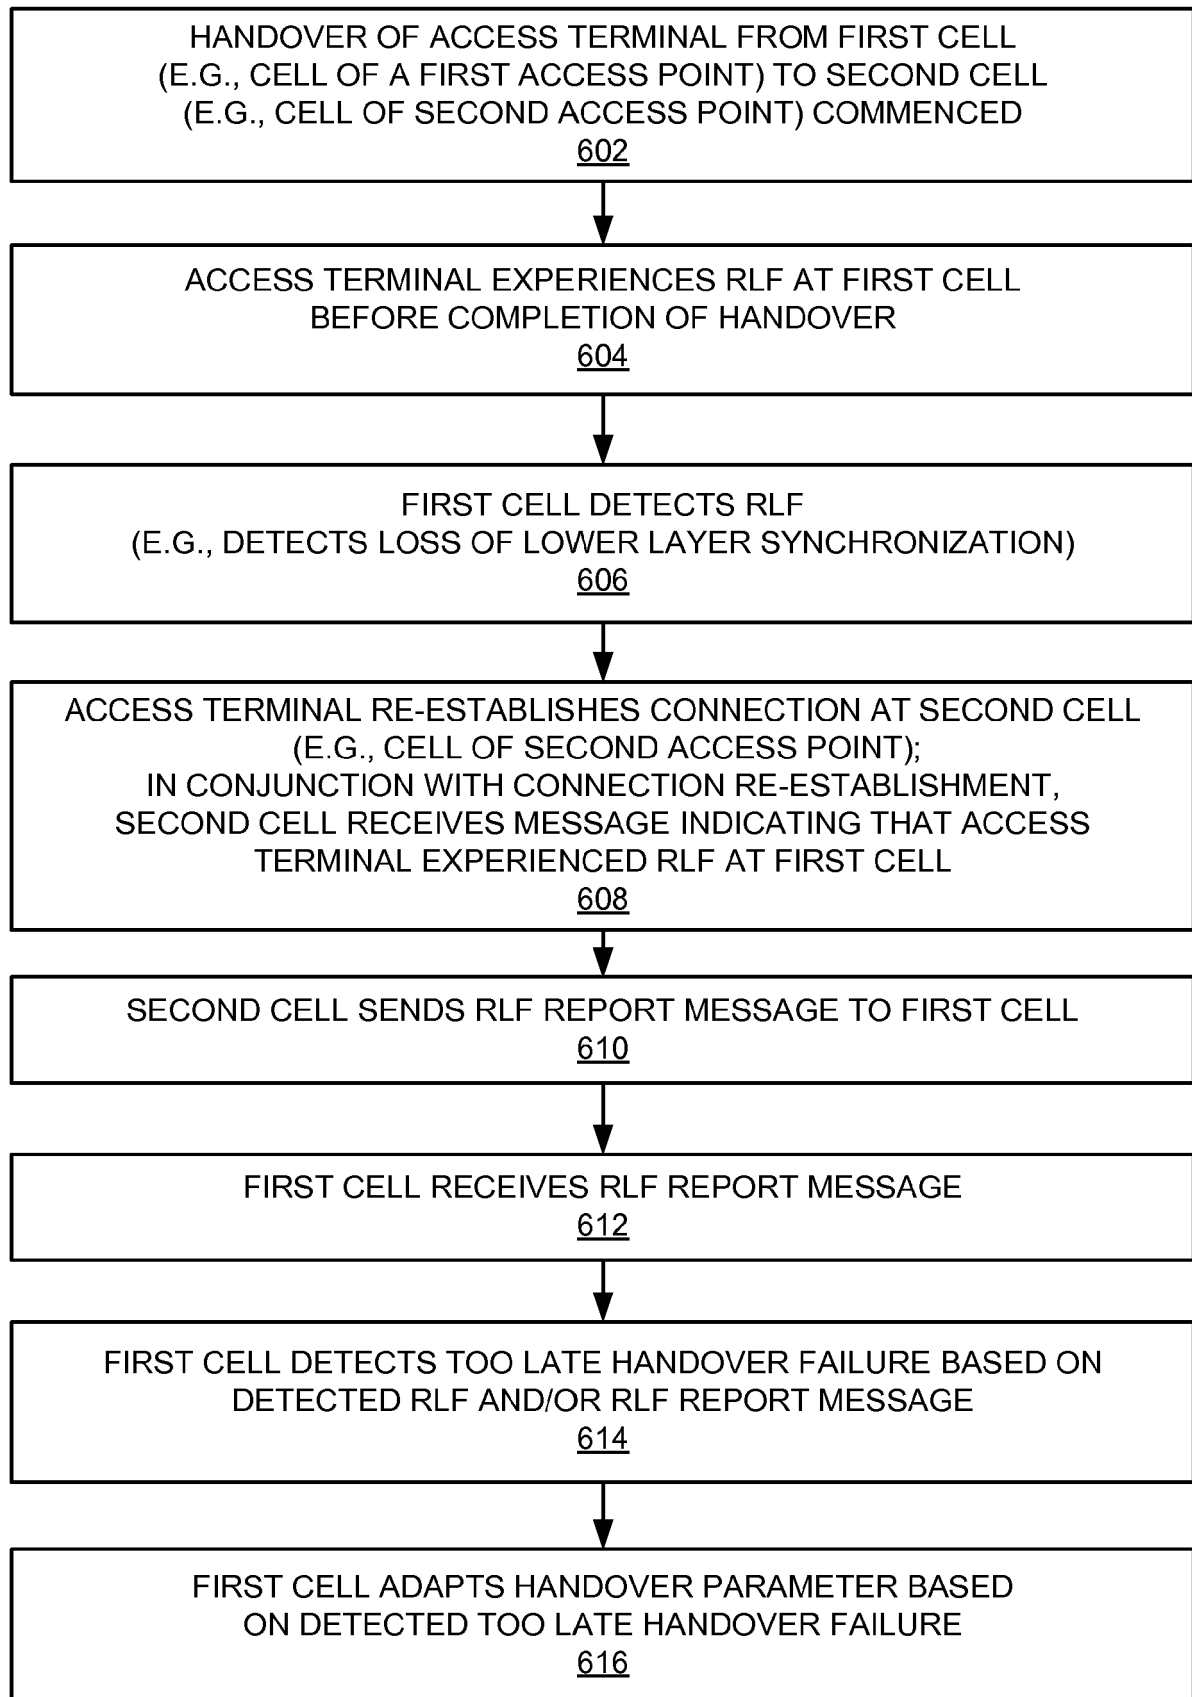 HANDOVER OF ACCESS TERMINAL FROM FIRST CELL
(E.G., CELL OF A FIRST ACCESS POINT) TO SECOND CELL
(E.G., CELL OF SECOND ACCESS POINT) COMMENCED
602
ACCESS TERMINAL EXPERIENCES RLF AT FIRST CELL
BEFORE COMPLETION OF HANDOVER
604
FIRST CELL DETECTS RLF
(E.G., DETECTS LOSS OF LOWER LAYER SYNCHRONIZATION)
606
ACCESS TERMINAL RE-ESTABLISHES CONNECTION AT SECOND CELL
(E.G., CELL OF SECOND ACCESS POINT);
IN CONJUNCTION WITH CONNECTION RE-ESTABLISHMENT,
SECOND CELL RECEIVES MESSAGE INDICATING THAT ACCESS
TERMINAL EXPERIENCED RLF AT FIRST CELL
608
SECOND CELL SENDS RLF REPORT MESSAGE TO FIRST CELL
610
FIRST CELL RECEIVES RLF REPORT MESSAGE
612
FIRST CELL DETECTS TOO LATE HANDOVER FAILURE BASED ON
DETECTED RLF AND/OR RLF REPORT MESSAGE
614
FIRST CELL ADAPTS HANDOVER PARAMETER BASED
ON DETECTED TOO LATE HANDOVER FAILURE
616